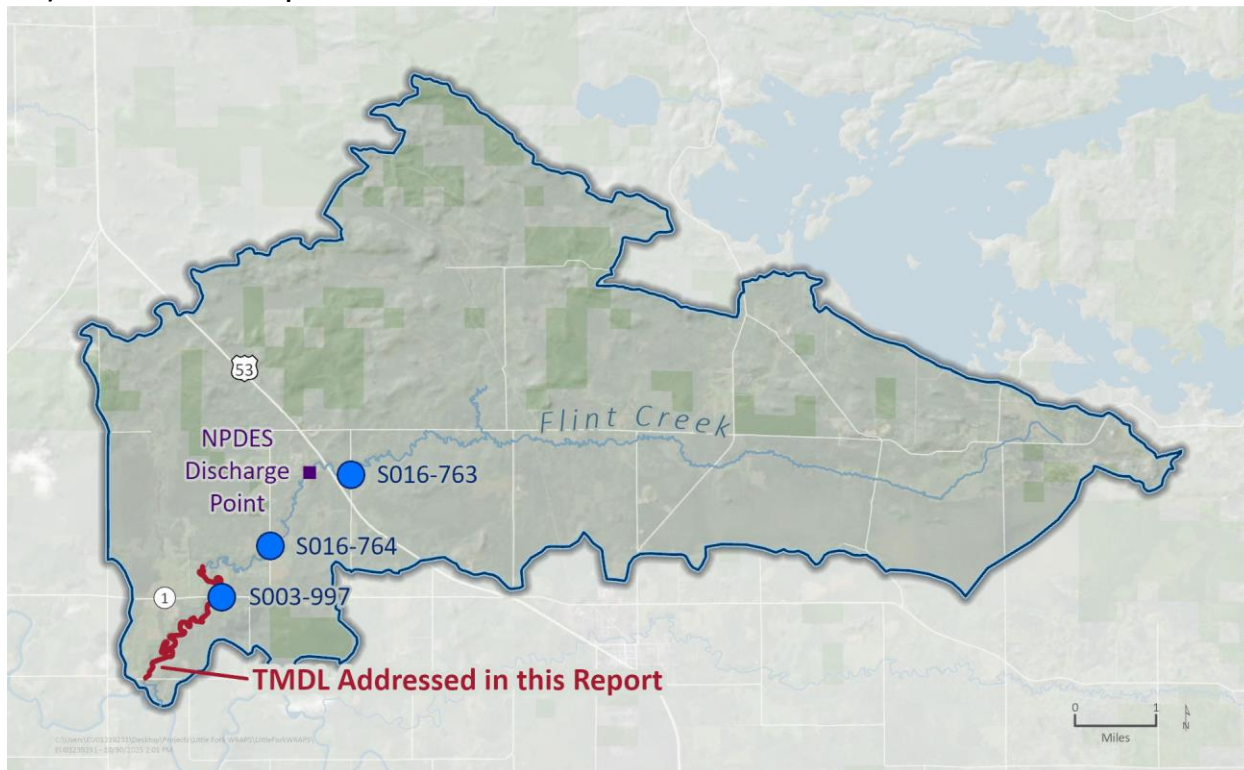 53
Flint Creek
NPDES
Discharge
Point
S016-763
S016-764
1
S003-997
TMDL Addressed in this Report
0 1
Miles
N